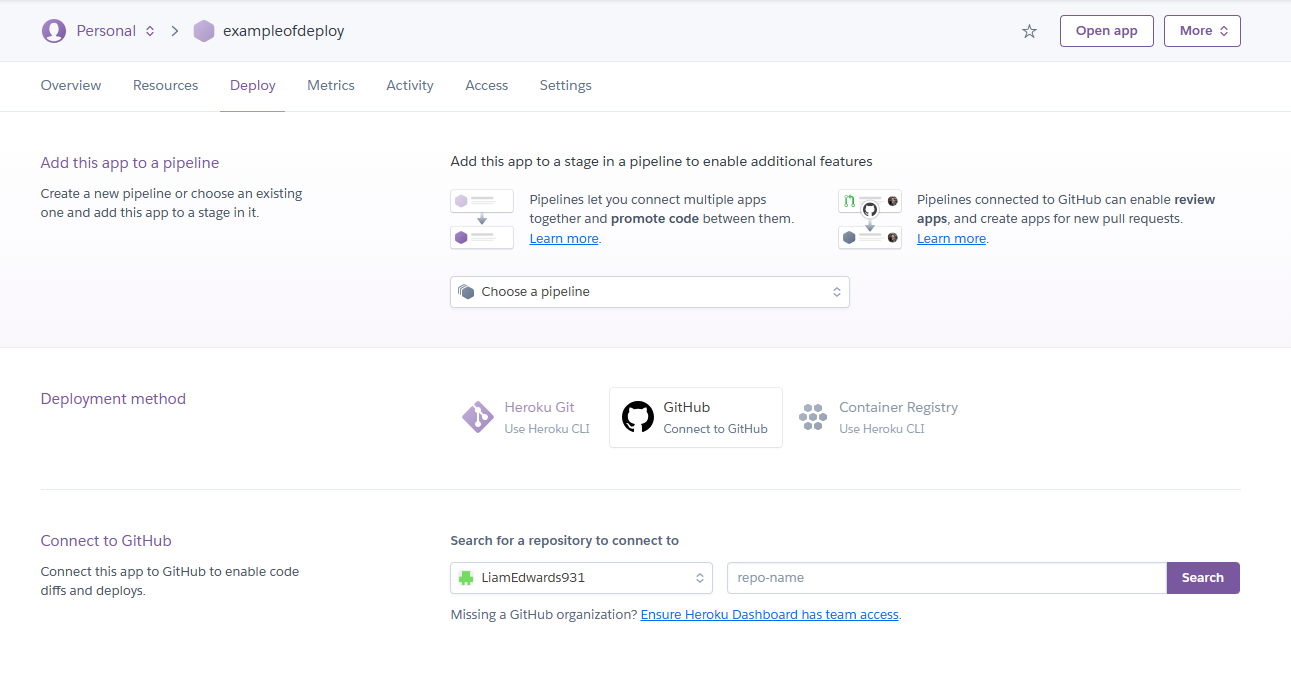 Personal
exampleofdeploy
Open app
More
Overview
Resources
Deploy
Metrics
Activity
Access
Settings
Add this app to a pipeline
Create a new pipeline or choose an existing
one and add this app to a stage in it.
Add this app to a stage in a pipeline to enable additional features
Pipelines let you connect multiple apps
together and promote code between them.
Learn more.
Pipelines connected to GitHub can enable review
apps, and create apps for new pull requests.
Learn more.
Choose a pipeline
Deployment method
Heroku Git
Use Heroku CLI
GitHub
Connect to GitHub
Container Registry
Use Heroku CLI
Connect to GitHub
Connect this app to GitHub to enable code
diffs and deploys.
Search for a repository to connect to
LiamEdwards931
repo-name
Search
Missing a GitHub organization? Ensure Heroku Dashboard has team access.